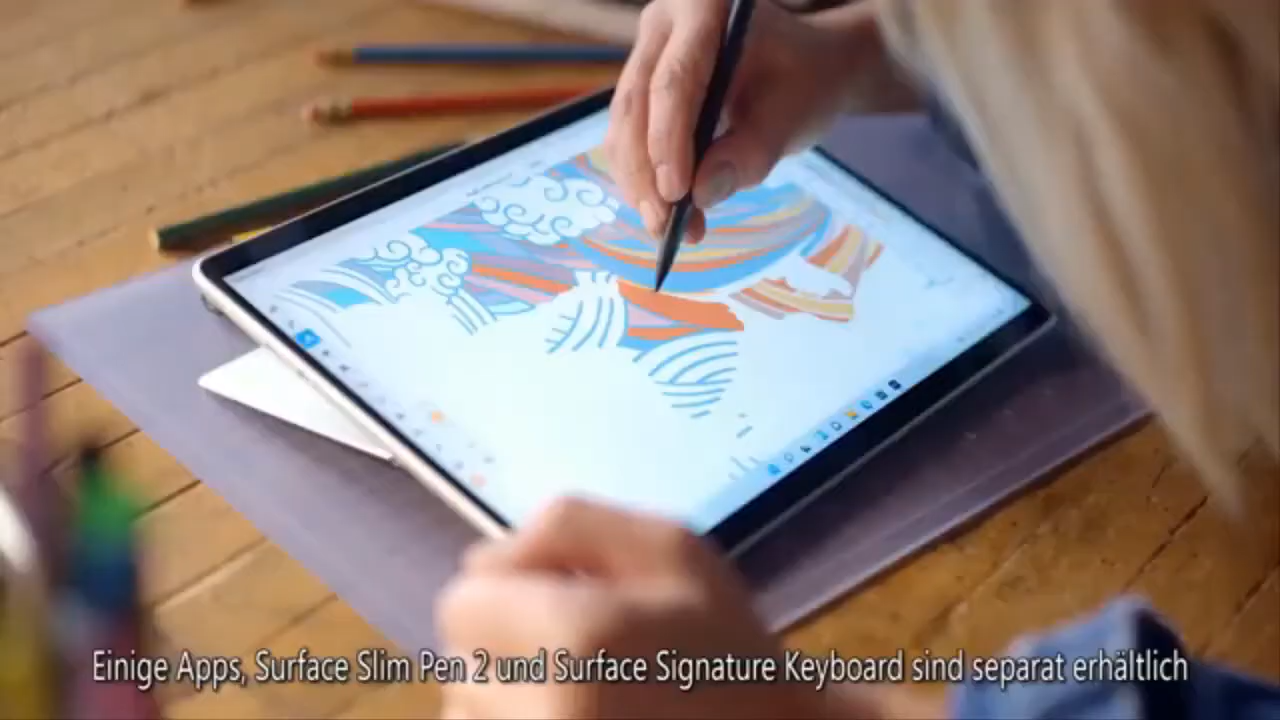 Einige Apps, Surface Slim Pen 2 und Surface Signature Keyboard sind separat erhältlich